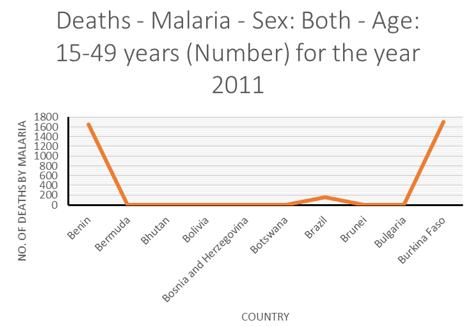 Deaths - Malaria - Sex: Both - Age:
15-49 years (Number) for the year
2011
NO. OF DEATHS BY MALARIA
1800
1600
1400
1200
1000
800
600
400
200
0
Benin
Bermuda
Bhutan
Bolivia
Bosnia and Herzegovina
Botswana
Brazil
Brunei
Bulgaria
Burkina Faso
COUNTRY